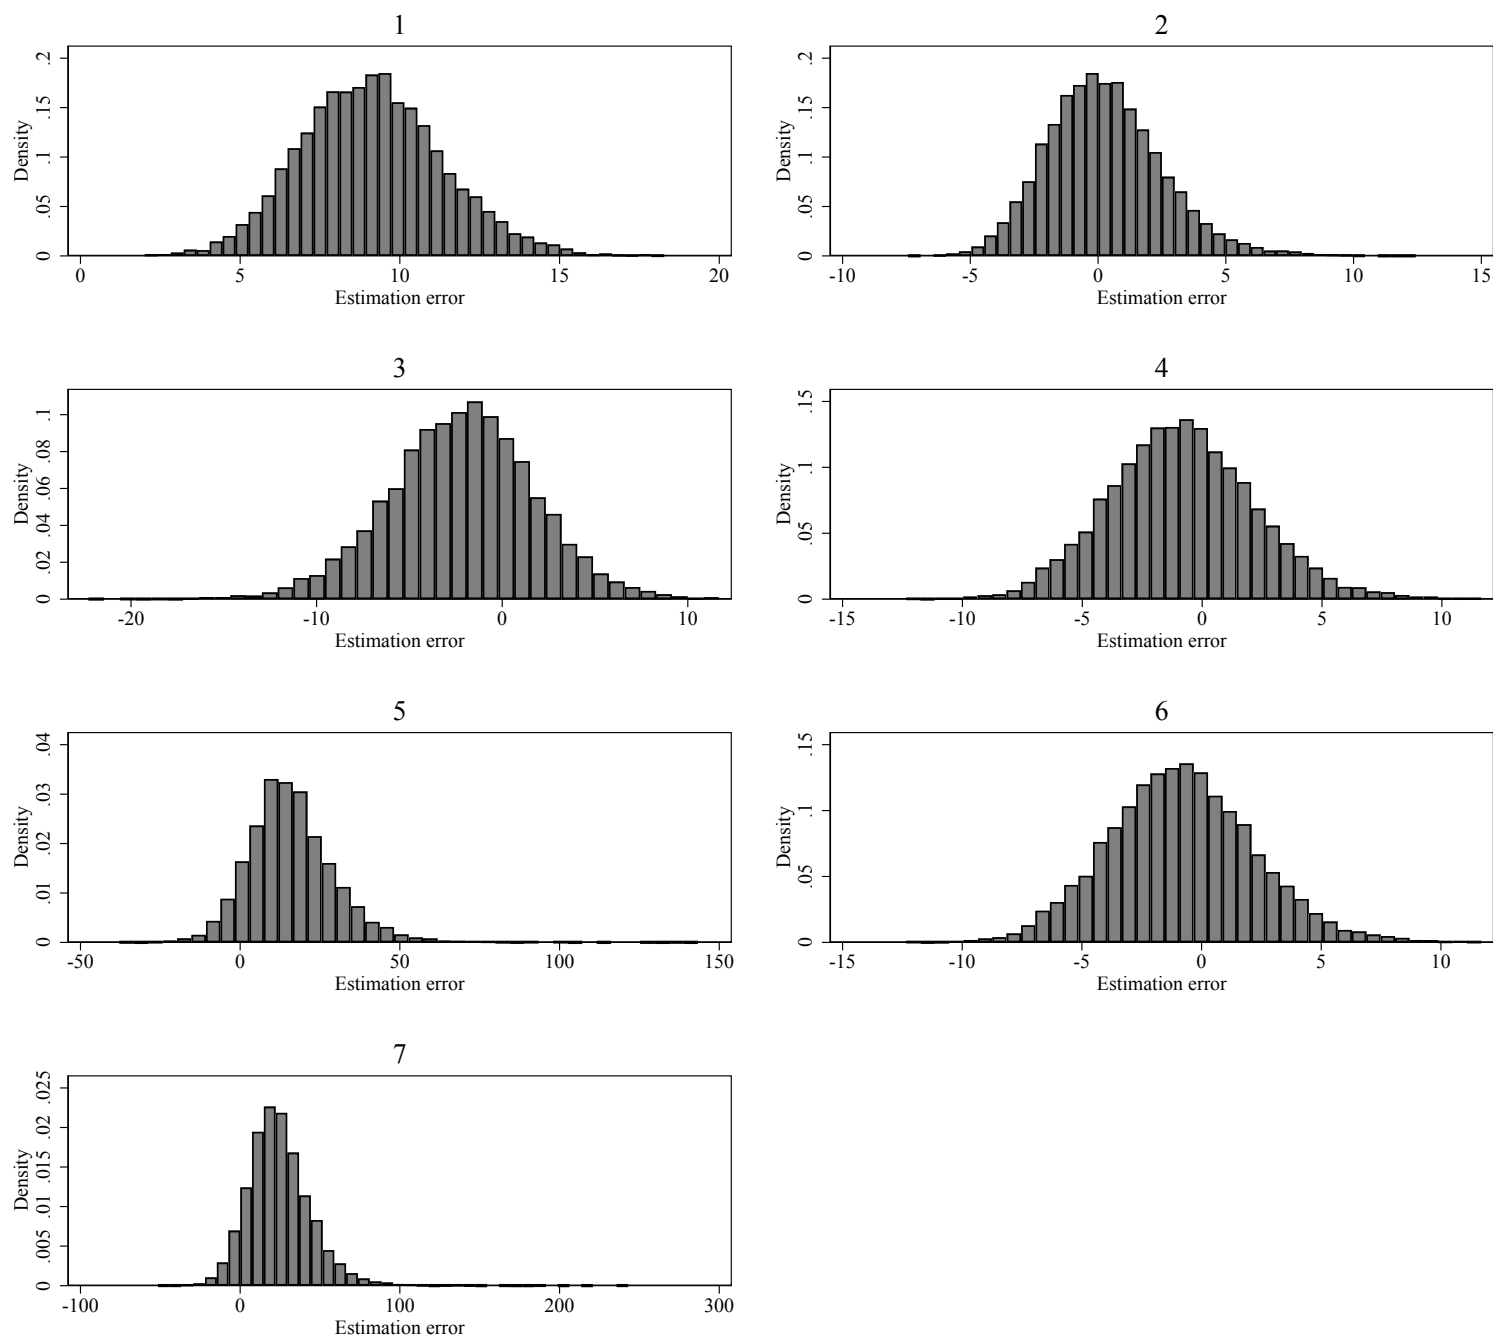 1
2
.2
.15
.1
.05
0
Density
0 5 10 15 20
Estimation error
.2
.15
.1
.05
0
Density
-10 -5 0 5 10 15
Estimation error
3
4
.1
.08
.06
.04
.02
0
Density
-20 -10 0 10
Estimation error
.15
.1
.05
0
Density
-15 -10 -5 0 5 10
Estimation error
5
6
.04
.03
.02
.01
0
Density
-50 0 50 100 150
Estimation error
.15
.1
.05
0
Density
-15 -10 -5 0 5 10
Estimation error
7
.025
.02
.015
.01
.005
0
Density
-100 0 100 200 300
Estimation error